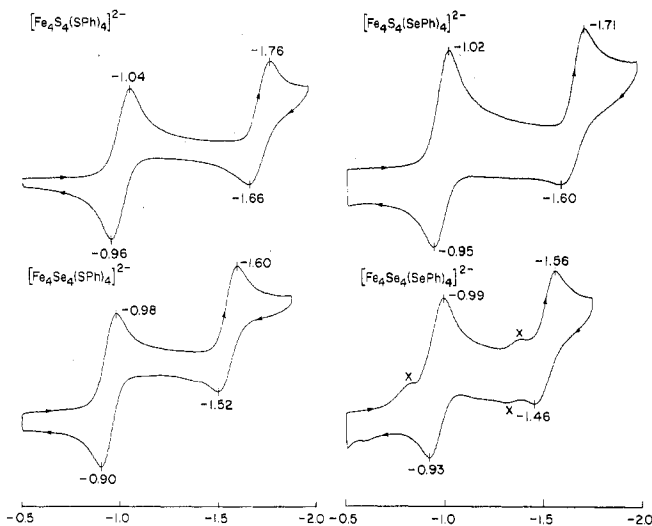 [Fe₄S₄(SPh)₄]²⁻
-1.04
-1.76
-0.96
-1.66
[Fe₄S₄(SePh)₄]²⁻
-1.02
-1.71
-0.95
-1.60
[Fe₄Se₄(SPh)₄]²⁻
-0.98
-1.60
-0.90
-1.52
[Fe₄Se₄(SePh)₄]²⁻
-0.99
-1.56
X
X
X
-0.93
-1.46
-0.5 -1.0 -1.5 -2.0
-0.5 -1.0 -1.5 -2.0